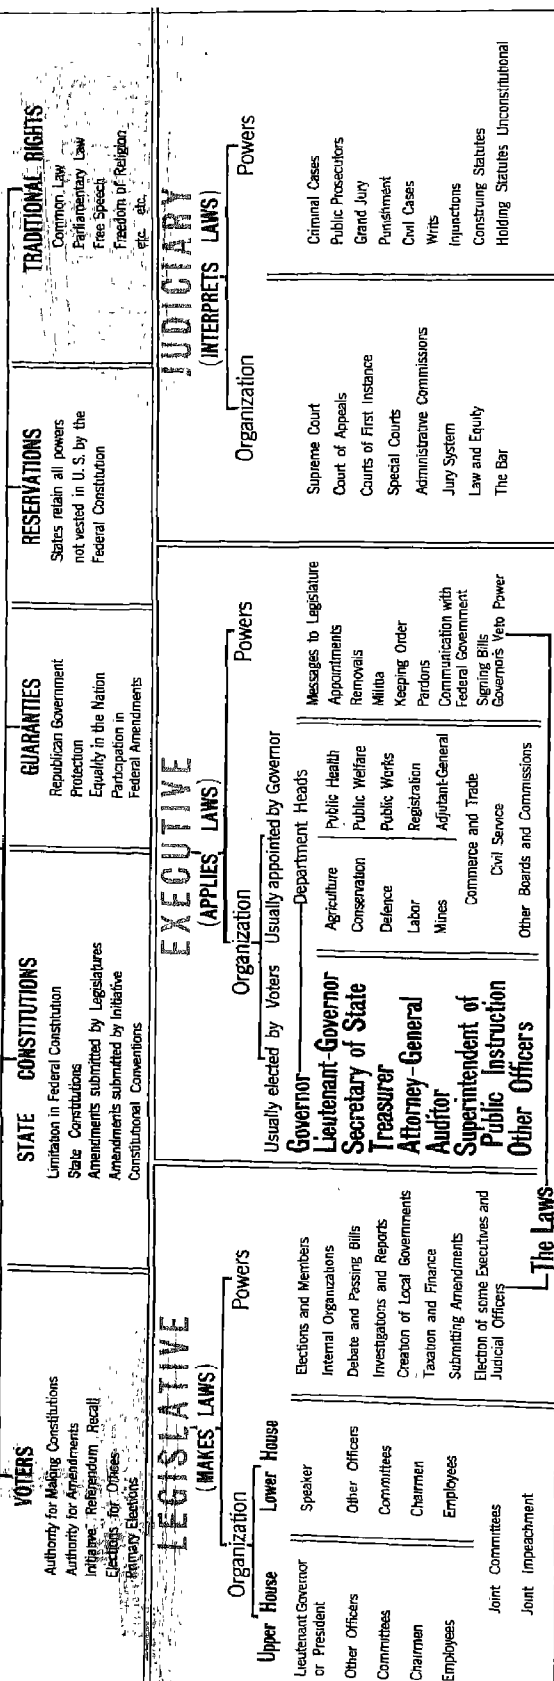 VOTERS
Authority for Making Constitutions
Authority for Amendments
Initiative Referendum Recall
Elections for Offices
Primary Elections
STATE CONSTITUTIONS
Limitation in Federal Constitution
State Constitutions
Amendments submitted by Legislatures
Amendments submitted by Initiative
Constitutional Conventions
GUARANTIES
Republican Government
Protection
Equality in the Nation
Participation in
Federal Amendments
RESERVATIONS
States retain all powers
not vested in U.S. by the
Federal Constitution
TRADITIONAL RIGHTS
Common Law
Parliamentary Law
Free Speech
Freedom of Religion
etc. etc.
LEGISLATIVE
(MAKES LAWS)
Organization
Upper House
Lieutenant Governor
or President
Other Officers
Committees
Chairmen
Employees
Lower House
Speaker
Other Officers
Committees
Chairmen
Employees
Joint Committees
Joint Impeachment
Powers
Elections and Members
Internal Organizations
Debate and Passing Bills
Investigations and Reports
Creation of Local Governments
Taxation and Finance
Submitting Amendments
Election of some Executives and
Judicial Officers
The Laws
EXECUTIVE
(APPLIES LAWS)
Organization
Usually elected by Voters
Governor
Lieutenant-Governor
Secretary of State
Treasurer
Attorney-General
Auditor
Superintendent of
Public Instruction
Other Officers
Usually appointed by Governor
Department Heads
Agriculture
Conservation
Defence
Labor
Mines
Public Health
Public Welfare
Public Works
Registration
Adjutant-General
Commerce and Trade
Civil Service
Other Boards and Commissions
Powers
Messages to Legislature
Appointments
Removals
Militia
Keeping Order
Pardons
Communication with
Federal Government
Signing Bills
Governor's Veto Power
JUDICIARY
(INTERPRETS LAWS)
Organization
Supreme Court
Court of Appeals
Courts of First Instance
Special Courts
Administrative Commissions
Jury System
Law and Equity
The Bar
Powers
Criminal Cases
Public Prosecutors
Grand Jury
Punishment
Civil Cases
Writs
Injunctions
Construing Statutes
Holding Statutes Unconstitutional